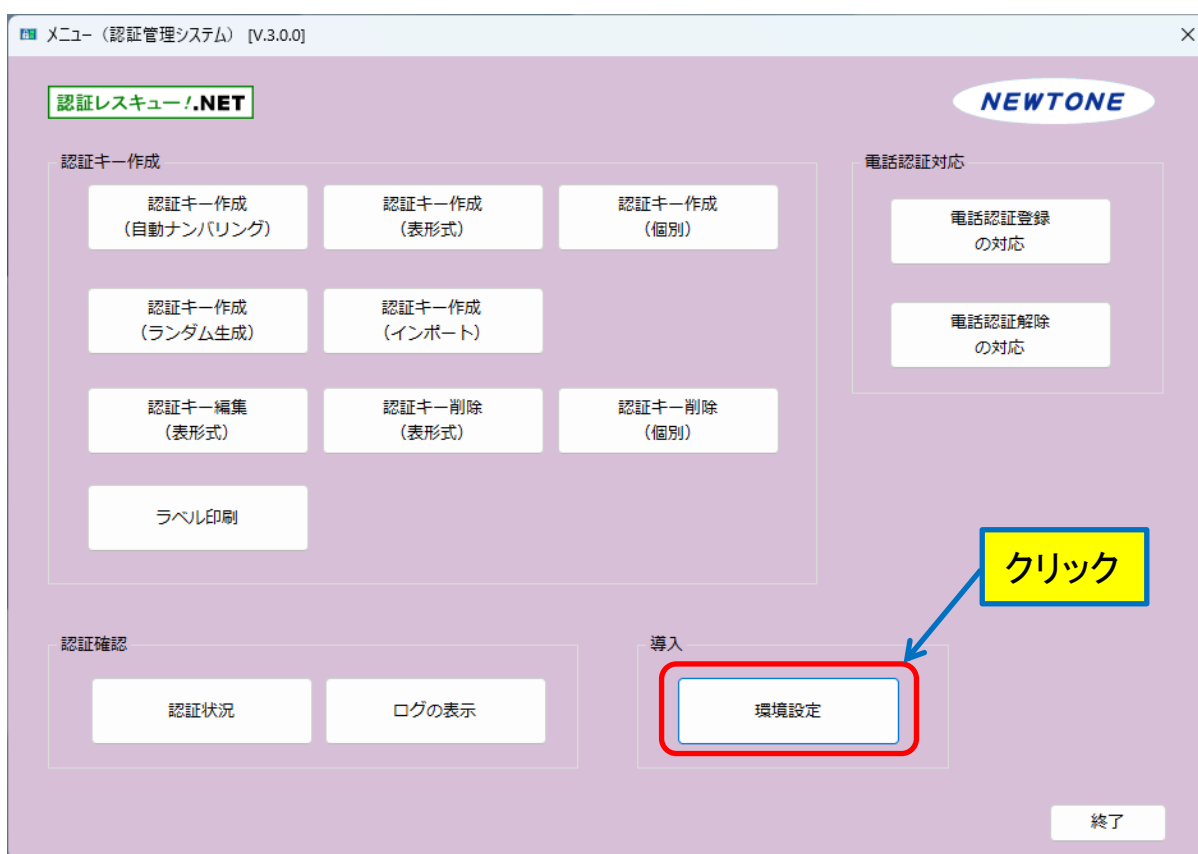 メニュー（認証管理システム） [V.3.0.0]
認証レスキュー!.NET
NEWTONE
認証キー作成
認証キー作成
（自動ナンバリング）
認証キー作成
（表形式）
認証キー作成
（個別）
認証キー作成
（ランダム生成）
認証キー作成
（インポート）
認証キー編集
（表形式）
認証キー削除
（表形式）
認証キー削除
（個別）
ラベル印刷
電話認証対応
電話認証登録
の対応
電話認証解除
の対応
クリック
認証確認
認証状況
ログの表示
導入
環境設定
終了